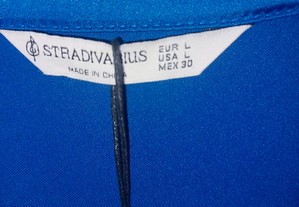 STRADIVARIUS
MADE IN CHINA
EUR L
USA L
MEX 30